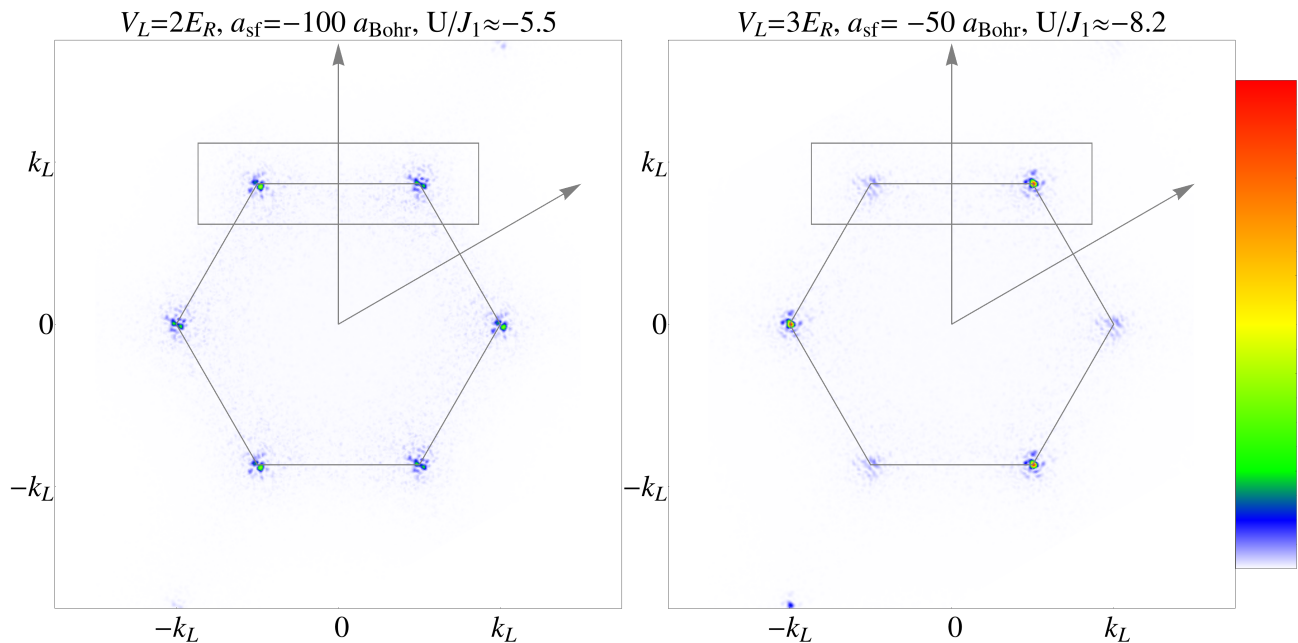 V_L=2E_R, a_sf=−100 a_Bohr, U/J_1≈−5.5
V_L=3E_R, a_sf= −50 a_Bohr, U/J_1≈−8.2
k_L
0
−k_L
−k_L 0 k_L
k_L
0
−k_L
−k_L 0 k_L